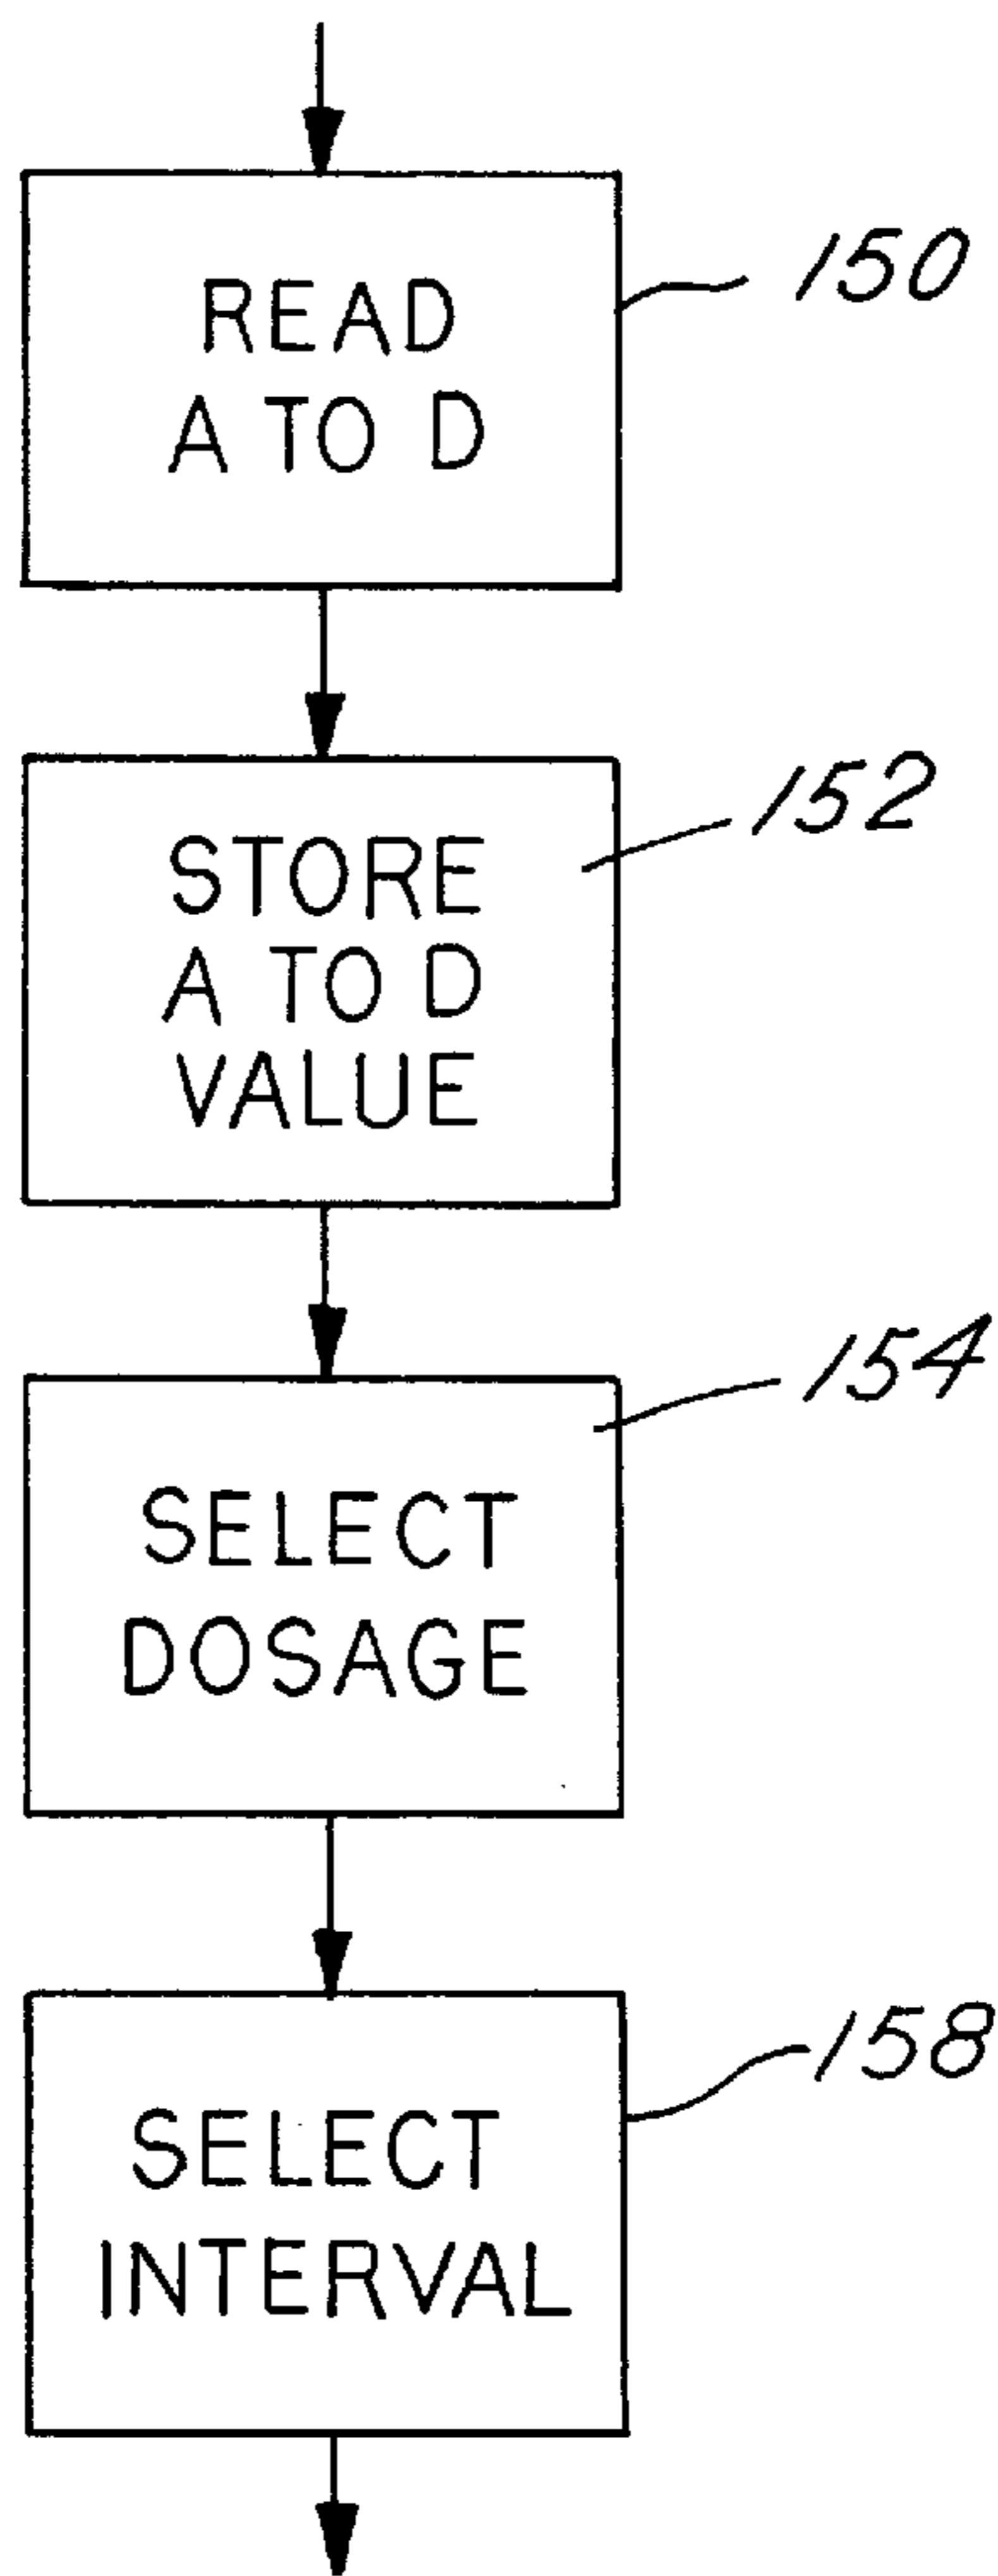 READ
A TO D
150
STORE
A TO D
VALUE
152
SELECT
DOSAGE
154
SELECT
INTERVAL
158